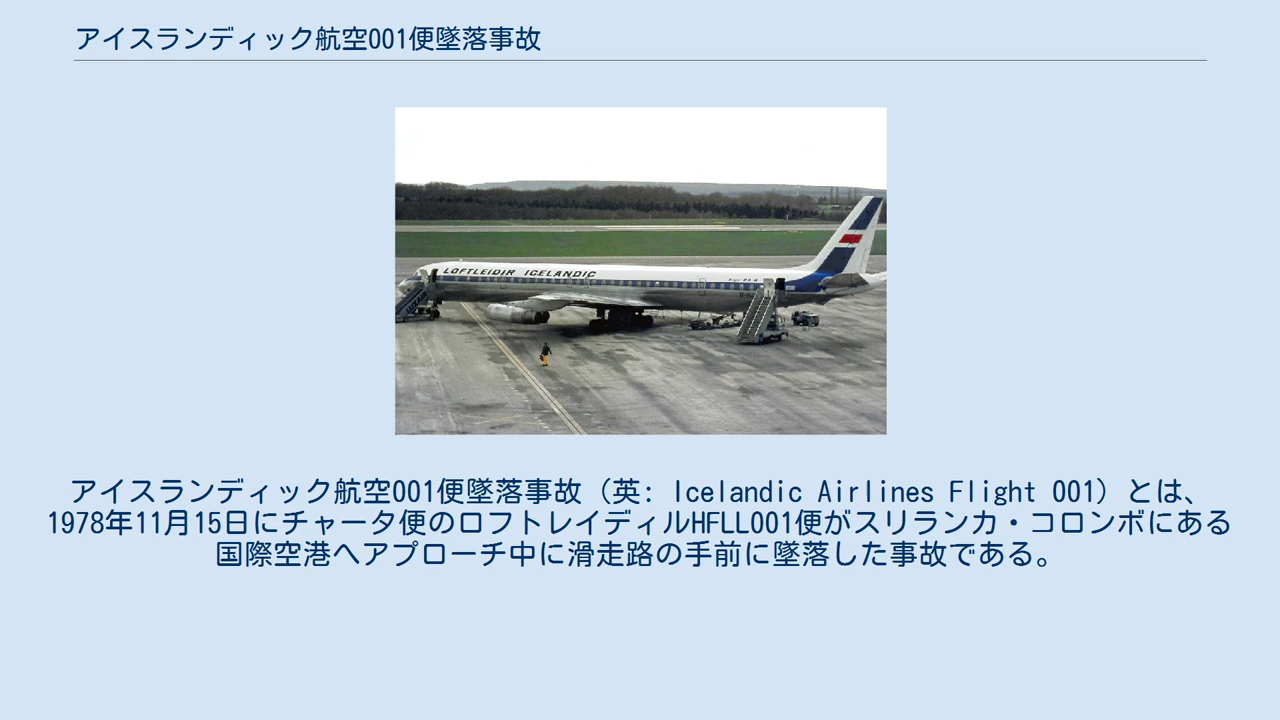 アイスランディック航空001便墜落事故
LOFTLEIDIR ICELANDIC
アイスランディック航空001便墜落事故（英: Icelandic Airlines Flight 001）とは、
1978年11月15日にチャータ便のロフトレイディルHFLL001便がスリランカ・コロンボにある
国際空港へアプローチ中に滑走路の手前に墜落した事故である。